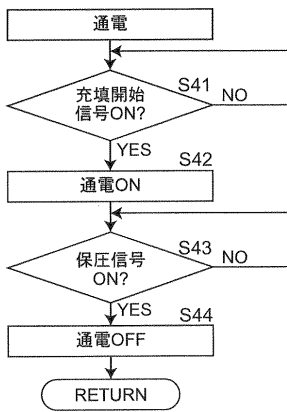 通電
S41
充填開始
信号ON?
NO
YES
S42
通電ON
S43
保圧信号
ON?
NO
YES
S44
通電OFF
RETURN